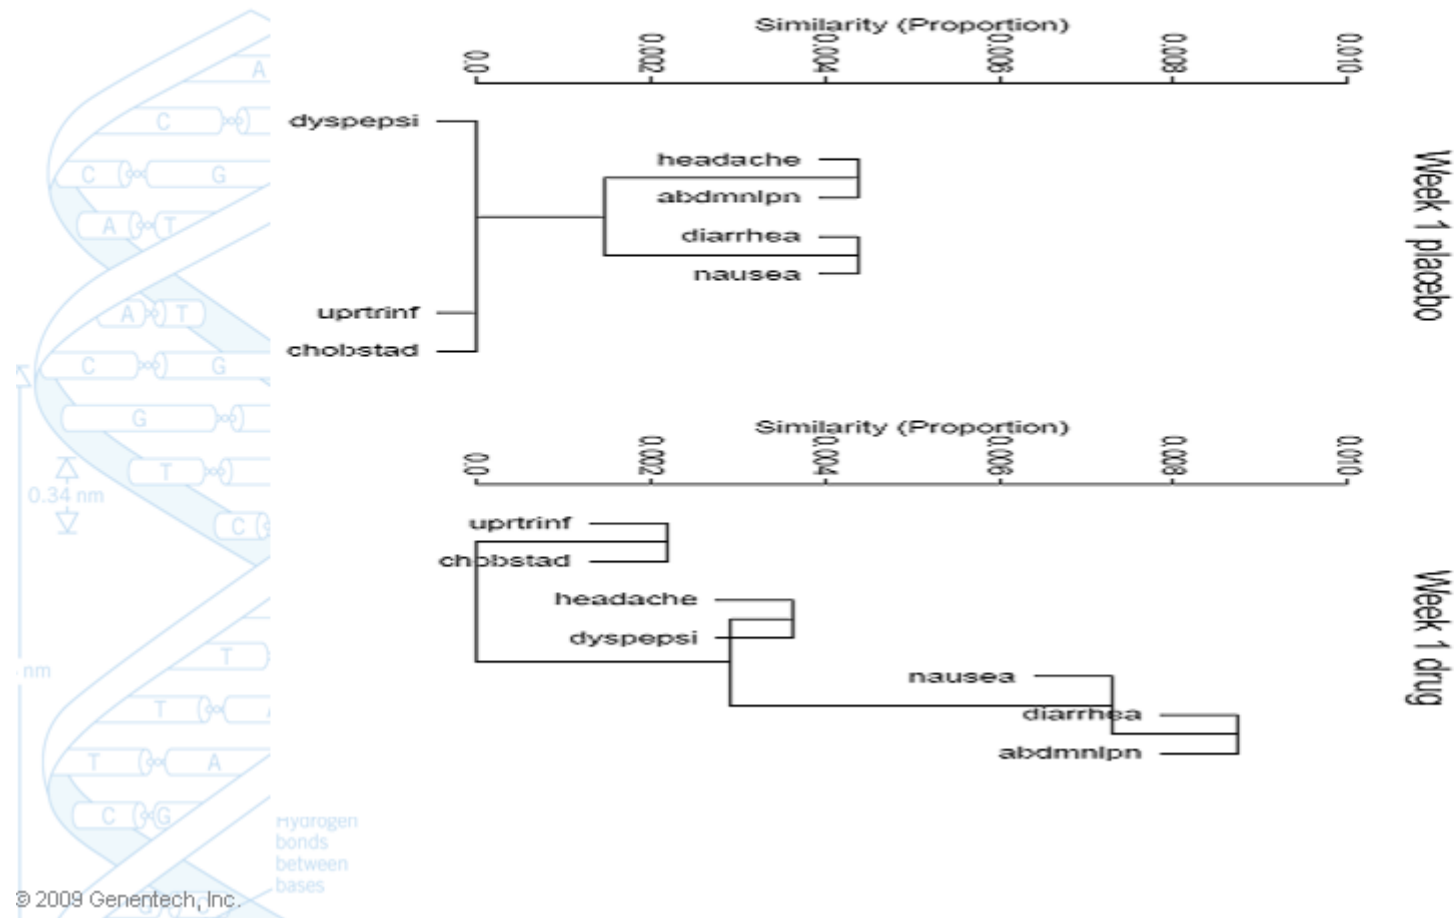 Similarity (Proportion)
0.0 0.002 0.004 0.006 0.008 0.010
dyspepsi
headache
abdmnlpn
diarrhea
nausea
uprtrinf
chobstad
Week 1 placebo
Similarity (Proportion)
0.0 0.002 0.004 0.006 0.008 0.010
uprtrinf
chobstad
headache
dyspepsi
nausea
diarrhea
abdmnlpn
Week 1 drug
A
C
C G
A T
A T
C G
G
T
0.34 nm
C
T
nm
T
T A
C G
Hydrogen
bonds
between
bases
© 2009 Genentech, Inc.